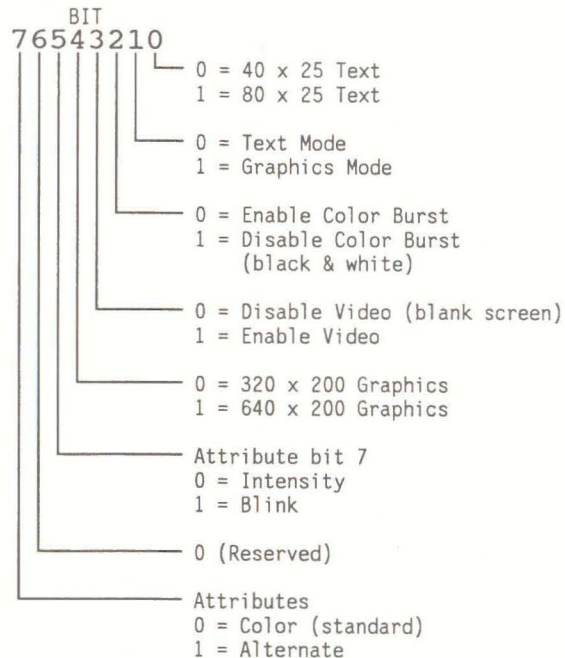 BIT
76543210
0 = 40 x 25 Text
1 = 80 x 25 Text
0 = Text Mode
1 = Graphics Mode
0 = Enable Color Burst
1 = Disable Color Burst
(black & white)
0 = Disable Video (blank screen)
1 = Enable Video
0 = 320 x 200 Graphics
1 = 640 x 200 Graphics
Attribute bit 7
0 = Intensity
1 = Blink
0 (Reserved)
Attributes
0 = Color (standard)
1 = Alternate